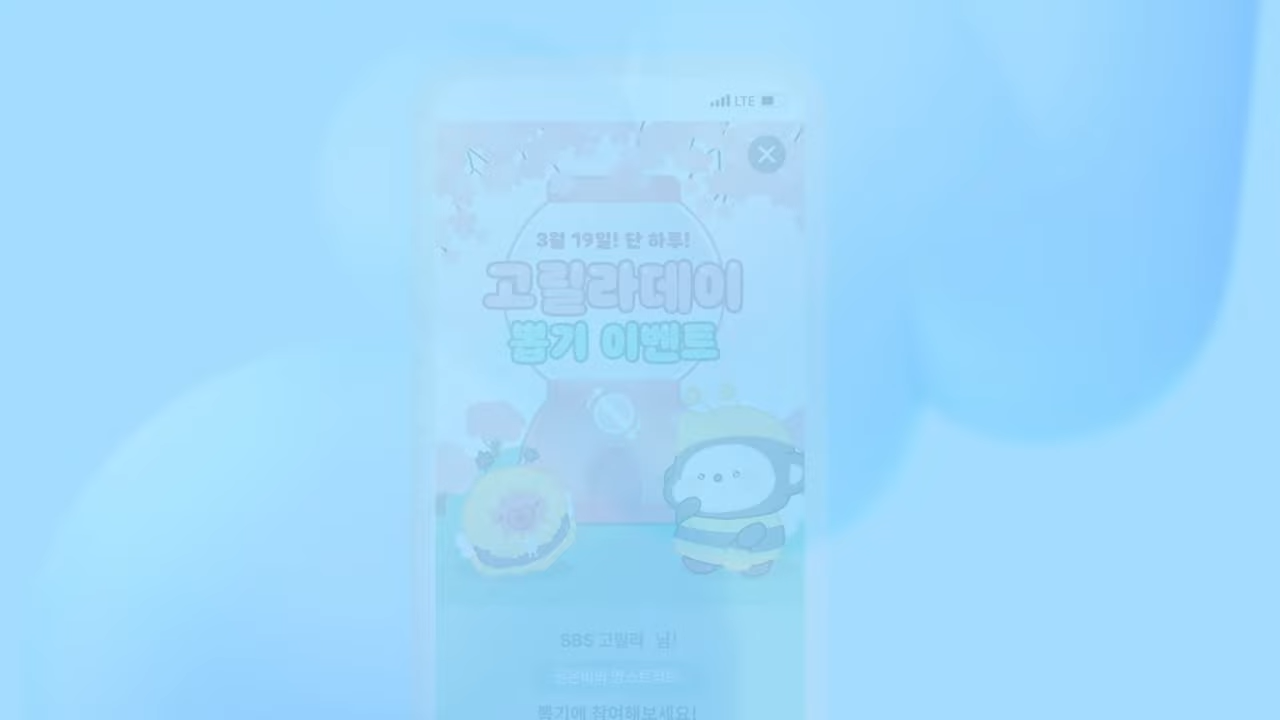 LTE
3월 19일! 단 하루!
고릴라데이
뽑기 이벤트
SBS 고릴라 님!
뽑기에 참여해보세요!